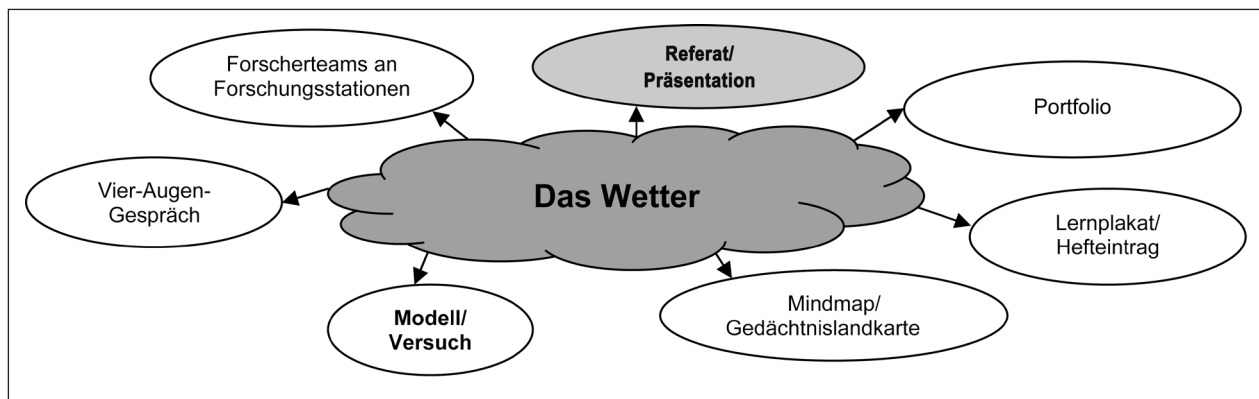 Forscherteams an
Forschungsstationen
Referat/
Präsentation
Portfolio
Vier-Augen-
Gespräch
Das Wetter
Lernplakat/
Hefteintrag
Modell/
Versuch
Mindmap/
Gedächtnislandkarte